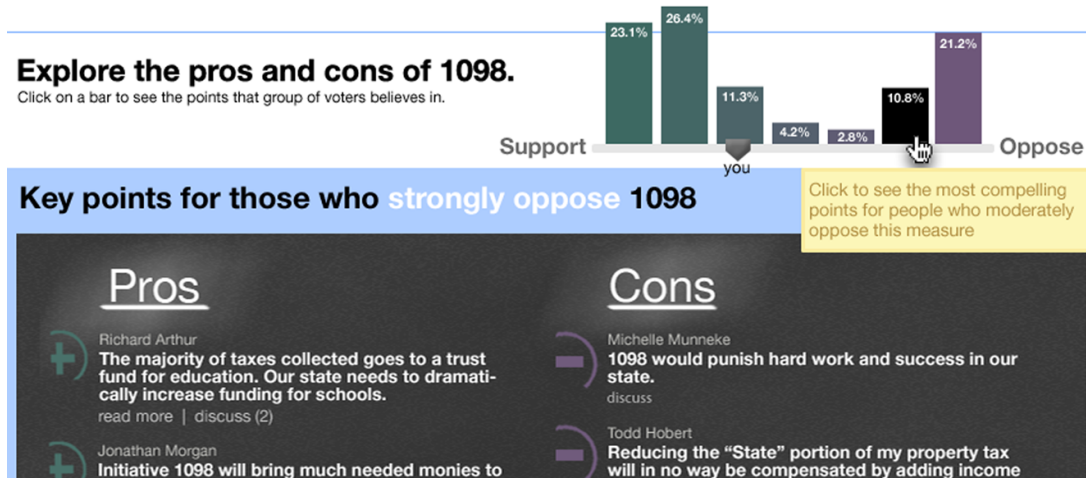 23.1%
26.4%
11.3%
4.2%
2.8%
10.8%
21.2%
Explore the pros and cons of 1098.
Click on a bar to see the points that group of voters believes in.
Support
Oppose
you
Key points for those who strongly oppose 1098
Click to see the most compelling
points for people who moderately
oppose this measure
Pros
Richard Arthur
The majority of taxes collected goes to a trust
fund for education. Our state needs to dramati-
cally increase funding for schools.
read more | discuss (2)
Jonathan Morgan
Initiative 1098 will bring much needed monies to
Cons
Michelle Munneke
1098 would punish hard work and success in our
state.
discuss
Todd Hobert
Reducing the “State” portion of my property tax
will in no way be compensated by adding income